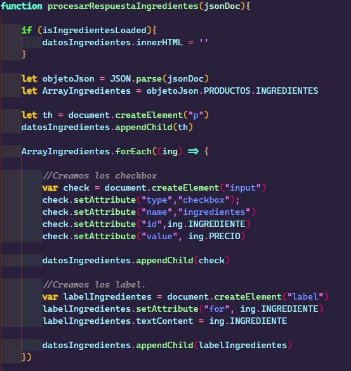 function procesarRespuestaIngredientes(jsonDoc){
if (isIngredientesLoaded){
datosIngredientes.innerHTML = ''
}
let objetoJson = JSON.parse(jsonDoc)
let ArrayIngredientes = objetoJson.PRODUCTOS.INGREDIENTES
let th = document.createElement("p")
datosIngredientes.appendChild(th)
ArrayIngredientes.forEach((ing) => {
//Creamos los checkbox
var check = document.createElement("input")
check.setAttribute("type","checkbox");
check.setAttribute("name","ingredientes")
check.setAttribute("id",ing.INGREDIENTE)
check.setAttribute("value", ing.PRECIO)
datosIngredientes.appendChild(check)
//Creamos los label.
var labelIngredientes = document.createElement("label")
labelIngredientes.setAttribute("for", ing.INGREDIENTE)
labelIngredientes.textContent = ing.INGREDIENTE
datosIngredientes.appendChild(labelIngredientes)
})